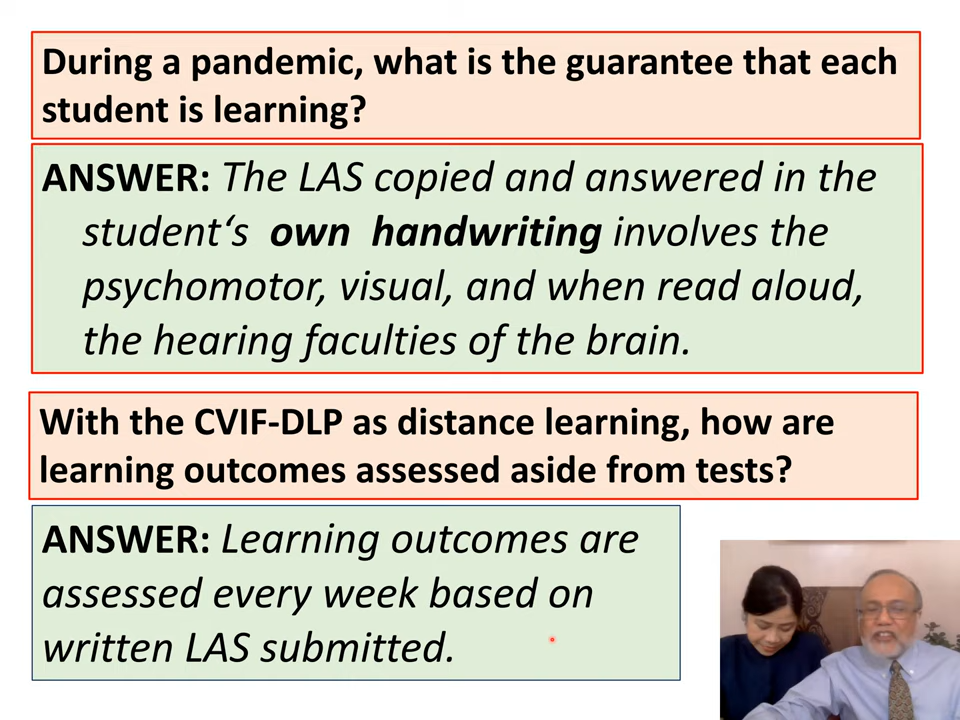 During a pandemic, what is the guarantee that each
student is learning?
ANSWER: The LAS copied and answered in the
student‘s own handwriting involves the
psychomotor, visual, and when read aloud,
the hearing faculties of the brain.
With the CVIF-DLP as distance learning, how are
learning outcomes assessed aside from tests?
ANSWER: Learning outcomes are
assessed every week based on
written LAS submitted.